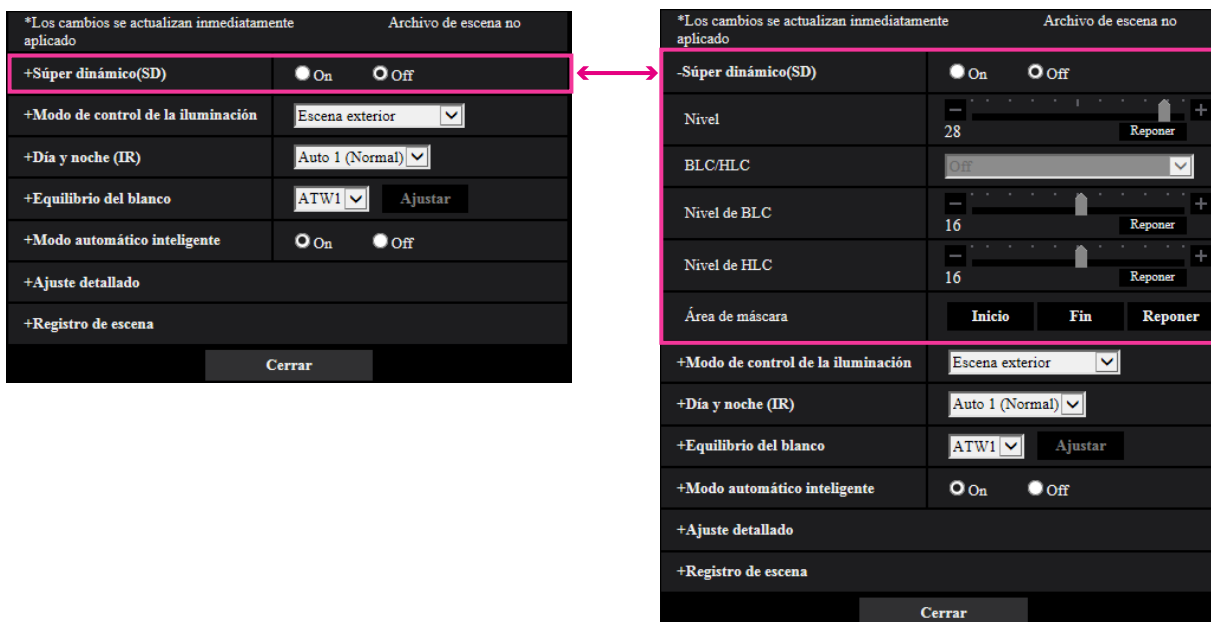 *Los cambios se actualizan inmediatamente Archivo de escena no
aplicado
+Súper dinámico(SD) On Off
+Modo de control de la iluminación Escena exterior
+Día y noche (IR) Auto 1 (Normal)
+Equilibrio del blanco ATW1 Ajustar
+Modo automático inteligente On Off
+Ajuste detallado
+Registro de escena
Cerrar
*Los cambios se actualizan inmediatamente Archivo de escena no
aplicado
-Súper dinámico(SD) On Off
Nivel
28 Reponer
BLC/HLC Off
Nivel de BLC
16 Reponer
Nivel de HLC
16 Reponer
Área de máscara Inicio Fin Reponer
+Modo de control de la iluminación Escena exterior
+Día y noche (IR) Auto 1 (Normal)
+Equilibrio del blanco ATW1 Ajustar
+Modo automático inteligente On Off
+Ajuste detallado
+Registro de escena
Cerrar